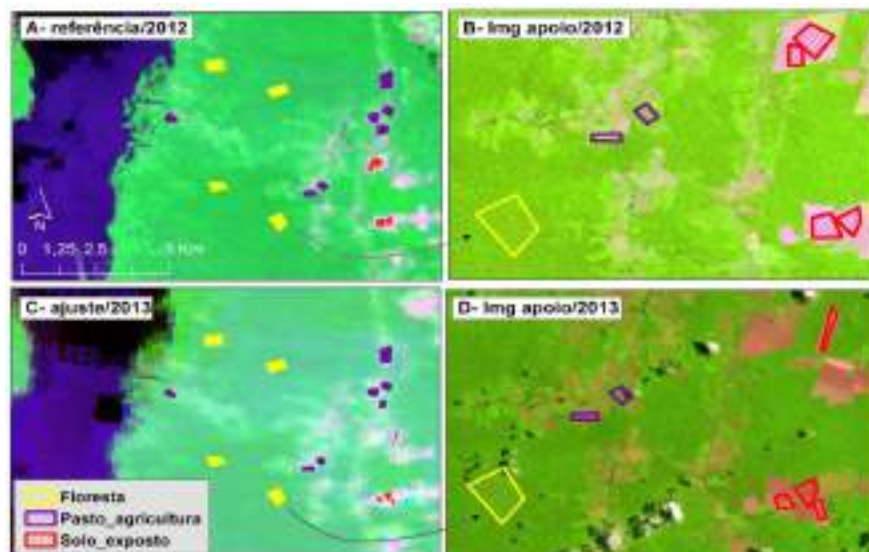 A- referência/2012
B- Img apoio/2012
N
0 1,25 2,5 5 Km
C- ajuste/2013
D- Img apoio/2013
Floresta
Pasto_agricultura
Solo_exposto